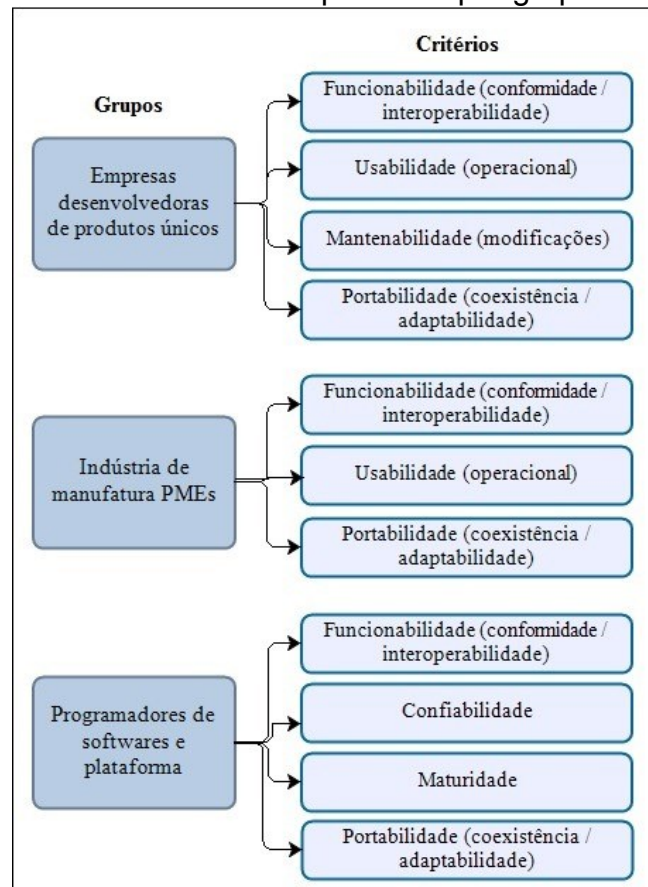 Critérios
Grupos
Funcionabilidade (conformidade /
interoperabilidade)
Empresas
desenvolvedoras
de produtos únicos
Usabilidade (operacional)
Mantenabilidade (modificações)
Portabilidade (coexistência /
adaptabilidade)
Funcionabilidade (conformidade /
interoperabilidade)
Indústria de
manufatura PMEs
Usabilidade (operacional)
Portabilidade (coexistência /
adaptabilidade)
Funcionabilidade (conformidade /
interoperabilidade)
Programadores de
softwares e
plataforma
Confiabilidade
Maturidade
Portabilidade (coexistência /
adaptabilidade)